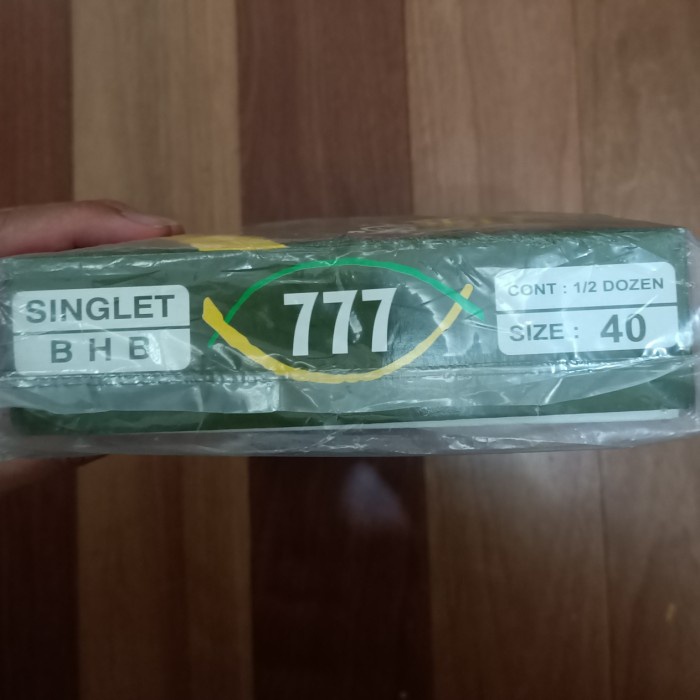 SINGLET
B H B
777
CONT : 1/2 DOZEN
SIZE : 40